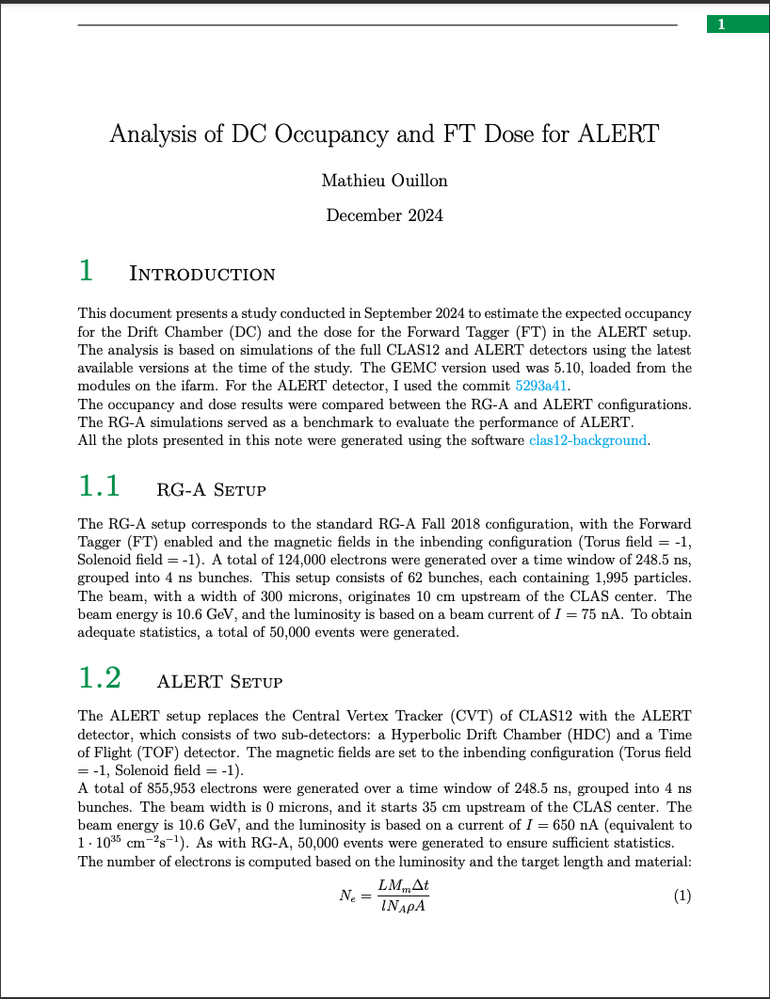 1
Analysis of DC Occupancy and FT Dose for ALERT
Mathieu Ouillon
December 2024
1 Introduction
This document presents a study conducted in September 2024 to estimate the expected occupancy
for the Drift Chamber (DC) and the dose for the Forward Tagger (FT) in the ALERT setup.
The analysis is based on simulations of the full CLAS12 and ALERT detectors using the latest
available versions at the time of the study. The GEMC version used was 5.10, loaded from the
modules on the ifarm. For the ALERT detector, I used the commit 5293a41.
The occupancy and dose results were compared between the RG-A and ALERT configurations.
The RG-A simulations served as a benchmark to evaluate the performance of ALERT.
All the plots presented in this note were generated using the software clas12-background.
1.1 RG-A Setup
The RG-A setup corresponds to the standard RG-A Fall 2018 configuration, with the Forward
Tagger (FT) enabled and the magnetic fields in the inbending configuration (Torus field = -1,
Solenoid field = -1). A total of 124,000 electrons were generated over a time window of 248.5 ns,
grouped into 4 ns bunches. This setup consists of 62 bunches, each containing 1,995 particles.
The beam, with a width of 300 microns, originates 10 cm upstream of the CLAS center. The
beam energy is 10.6 GeV, and the luminosity is based on a beam current of I = 75 nA. To obtain
adequate statistics, a total of 50,000 events were generated.
1.2 ALERT Setup
The ALERT setup replaces the Central Vertex Tracker (CVT) of CLAS12 with the ALERT
detector, which consists of two sub-detectors: a Hyperbolic Drift Chamber (HDC) and a Time
of Flight (TOF) detector. The magnetic fields are set to the inbending configuration (Torus field
= -1, Solenoid field = -1).
A total of 855,953 electrons were generated over a time window of 248.5 ns, grouped into 4 ns
bunches. The beam width is 0 microns, and it starts 35 cm upstream of the CLAS center. The
beam energy is 10.6 GeV, and the luminosity is based on a current of I = 650 nA (equivalent to
1 · 10³⁵ cm⁻²s⁻¹). As with RG-A, 50,000 events were generated to ensure sufficient statistics.
The number of electrons is computed based on the luminosity and the target length and material:
Nₑ = \frac{LM_mΔt}{lN_AρA} (1)